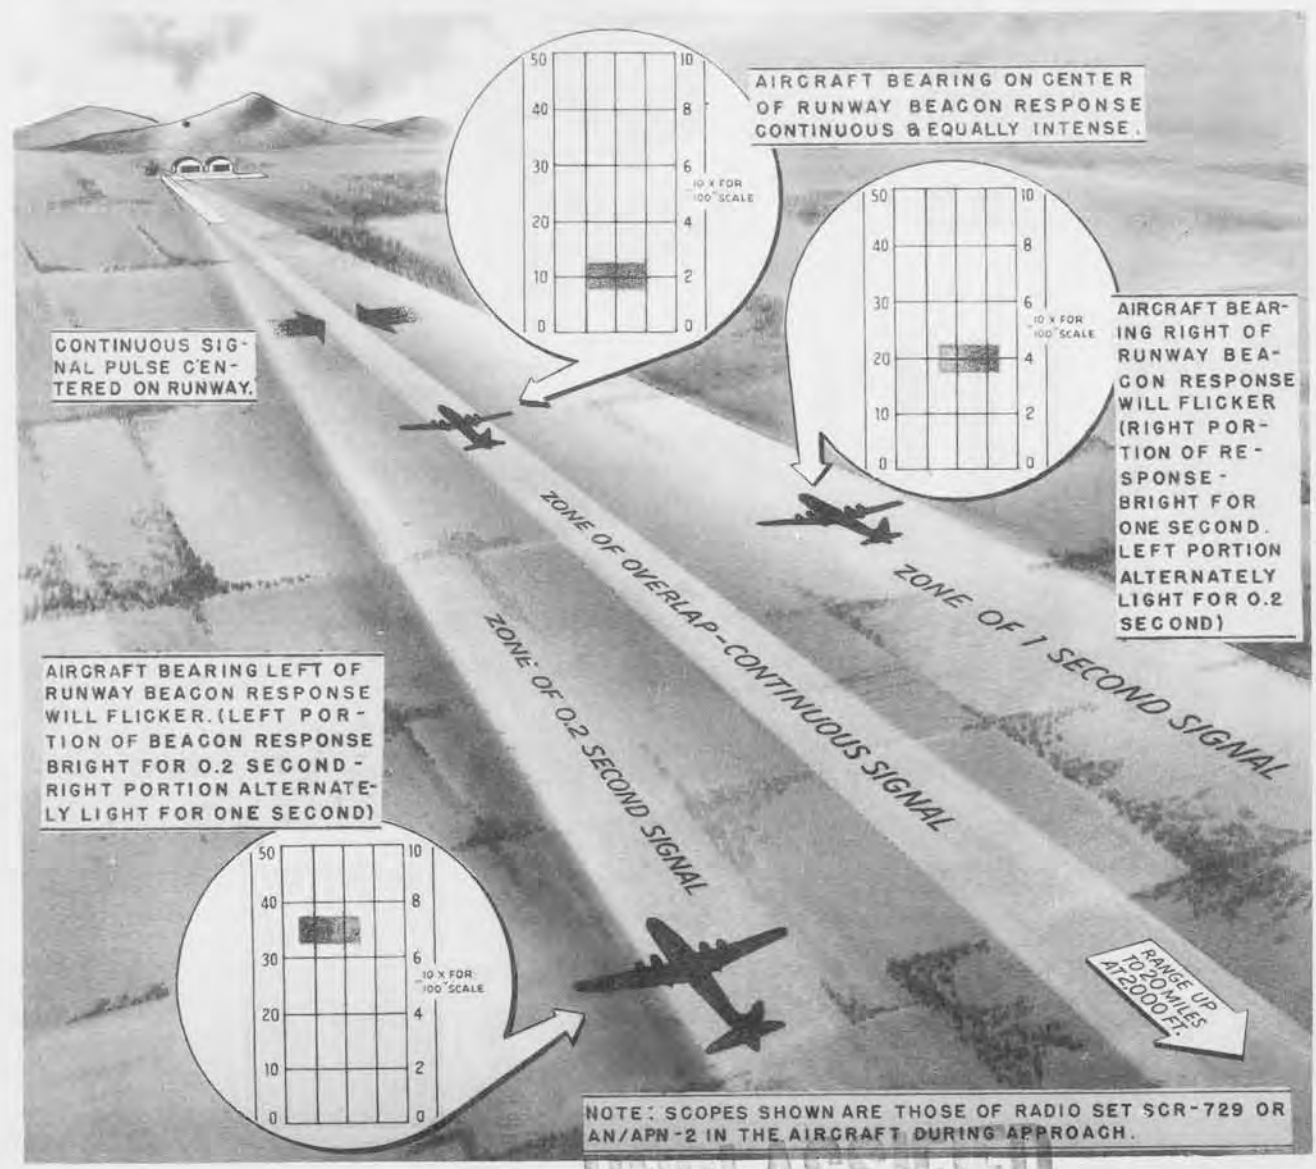 AIRCRAFT BEARING ON CENTER
OF RUNWAY BEACON RESPONSE
CONTINUOUS & EQUALLY INTENSE.
50
40
30
20
10
0
10
8
6
4
2
0
10 X FOR
"100" SCALE
50
40
30
20
10
0
10
8
6
4
2
0
10 X FOR
"100" SCALE
AIRCRAFT BEAR-
ING RIGHT OF
RUNWAY BEA-
CON RESPONSE
WILL FLICKER
(RIGHT POR-
TION OF RE-
SPONSE-
BRIGHT FOR
ONE SECOND.
LEFT PORTION
ALTERNATELY
LIGHT FOR 0.2
SECOND)
CONTINUOUS SIG-
NAL PULSE CEN-
TERED ON RUNWAY.
ZONE OF OVERLAP-CONTINUOUS SIGNAL
ZONE OF 1 SECOND SIGNAL
ZONE OF 0.2 SECOND SIGNAL
AIRCRAFT BEARING LEFT OF
RUNWAY BEACON RESPONSE
WILL FLICKER. (LEFT POR-
TION OF BEACON RESPONSE
BRIGHT FOR 0.2 SECOND-
RIGHT PORTION ALTERNATE-
LY LIGHT FOR ONE SECOND)
50
40
30
20
10
0
10
8
6
4
2
0
10 X FOR
"100" SCALE
RANGE UP
TO 20 MILES
AT 2,000 FT.
NOTE: SCOPES SHOWN ARE THOSE OF RADIO SET SCR-729 OR
AN/APN-2 IN THE AIRCRAFT DURING APPROACH.